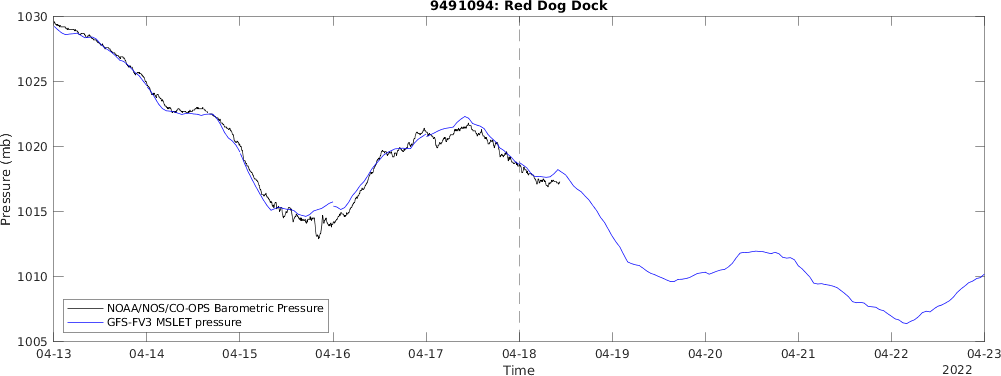 9491094: Red Dog Dock
1030
1025
1020
1015
1010
1005
Pressure (mb)
NOAA/NOS/CO-OPS Barometric Pressure
GFS-FV3 MSLET pressure
04-13 04-14 04-15 04-16 04-17 04-18 04-19 04-20 04-21 04-22 04-23
Time
2022